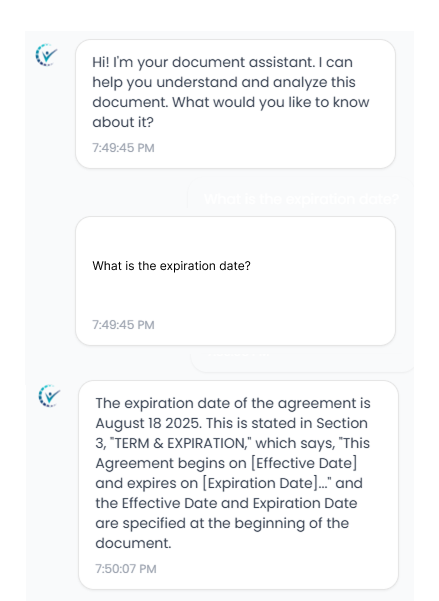 Hi! I'm your document assistant. I can
help you understand and analyze this
document. What would you like to know
about it?
7:49:45 PM
What is the expiration date?
What is the expiration date?
7:49:45 PM
The expiration date of the agreement is
August 18 2025. This is stated in Section
3, "TERM & EXPIRATION," which says, "This
Agreement begins on [Effective Date]
and expires on [Expiration Date]..." and
the Effective Date and Expiration Date
are specified at the beginning of the
document.
7:50:07 PM